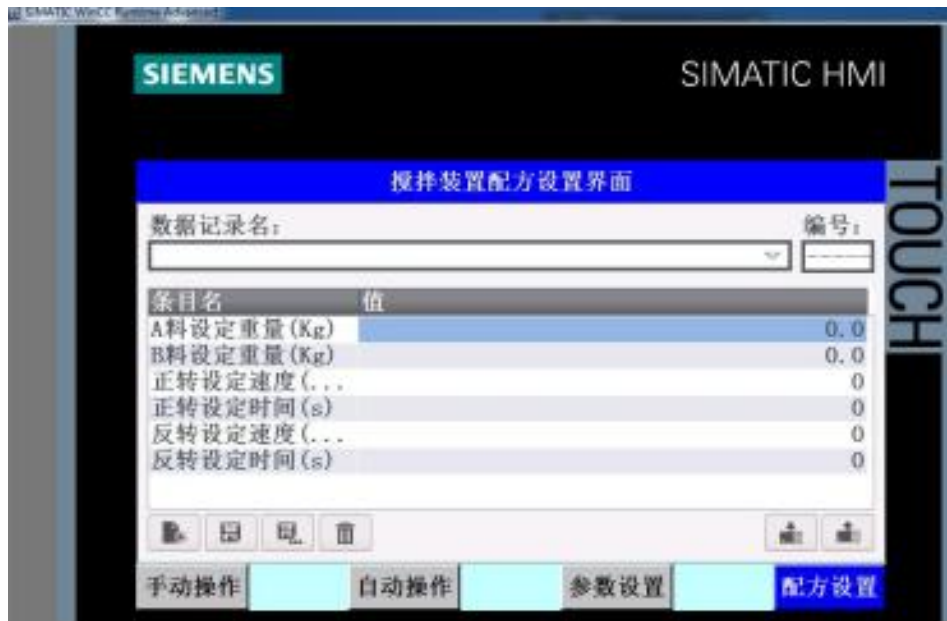 SIMATIC WinCC Runtime Advanced
SIEMENS
SIMATIC HMI
TOUCH
搅拌装置配方设置界面
数据记录名:
编号:
条目名 值
A料设定重量(Kg) 0.0
B料设定重量(Kg) 0.0
正转设定速度(... 0
正转设定时间(s) 0
反转设定速度(... 0
反转设定时间(s) 0
手动操作 自动操作 参数设置 配方设置